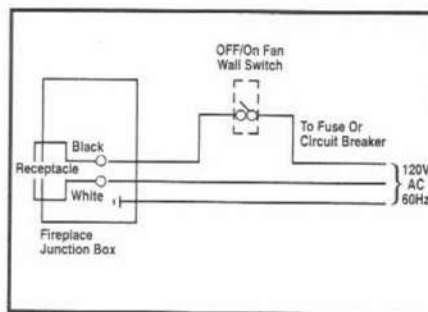 OFF/On Fan
Wall Switch
Black
To Fuse Or
Circuit Breaker
Receptacle
120V
AC
60Hz
White
Fireplace
Junction Box